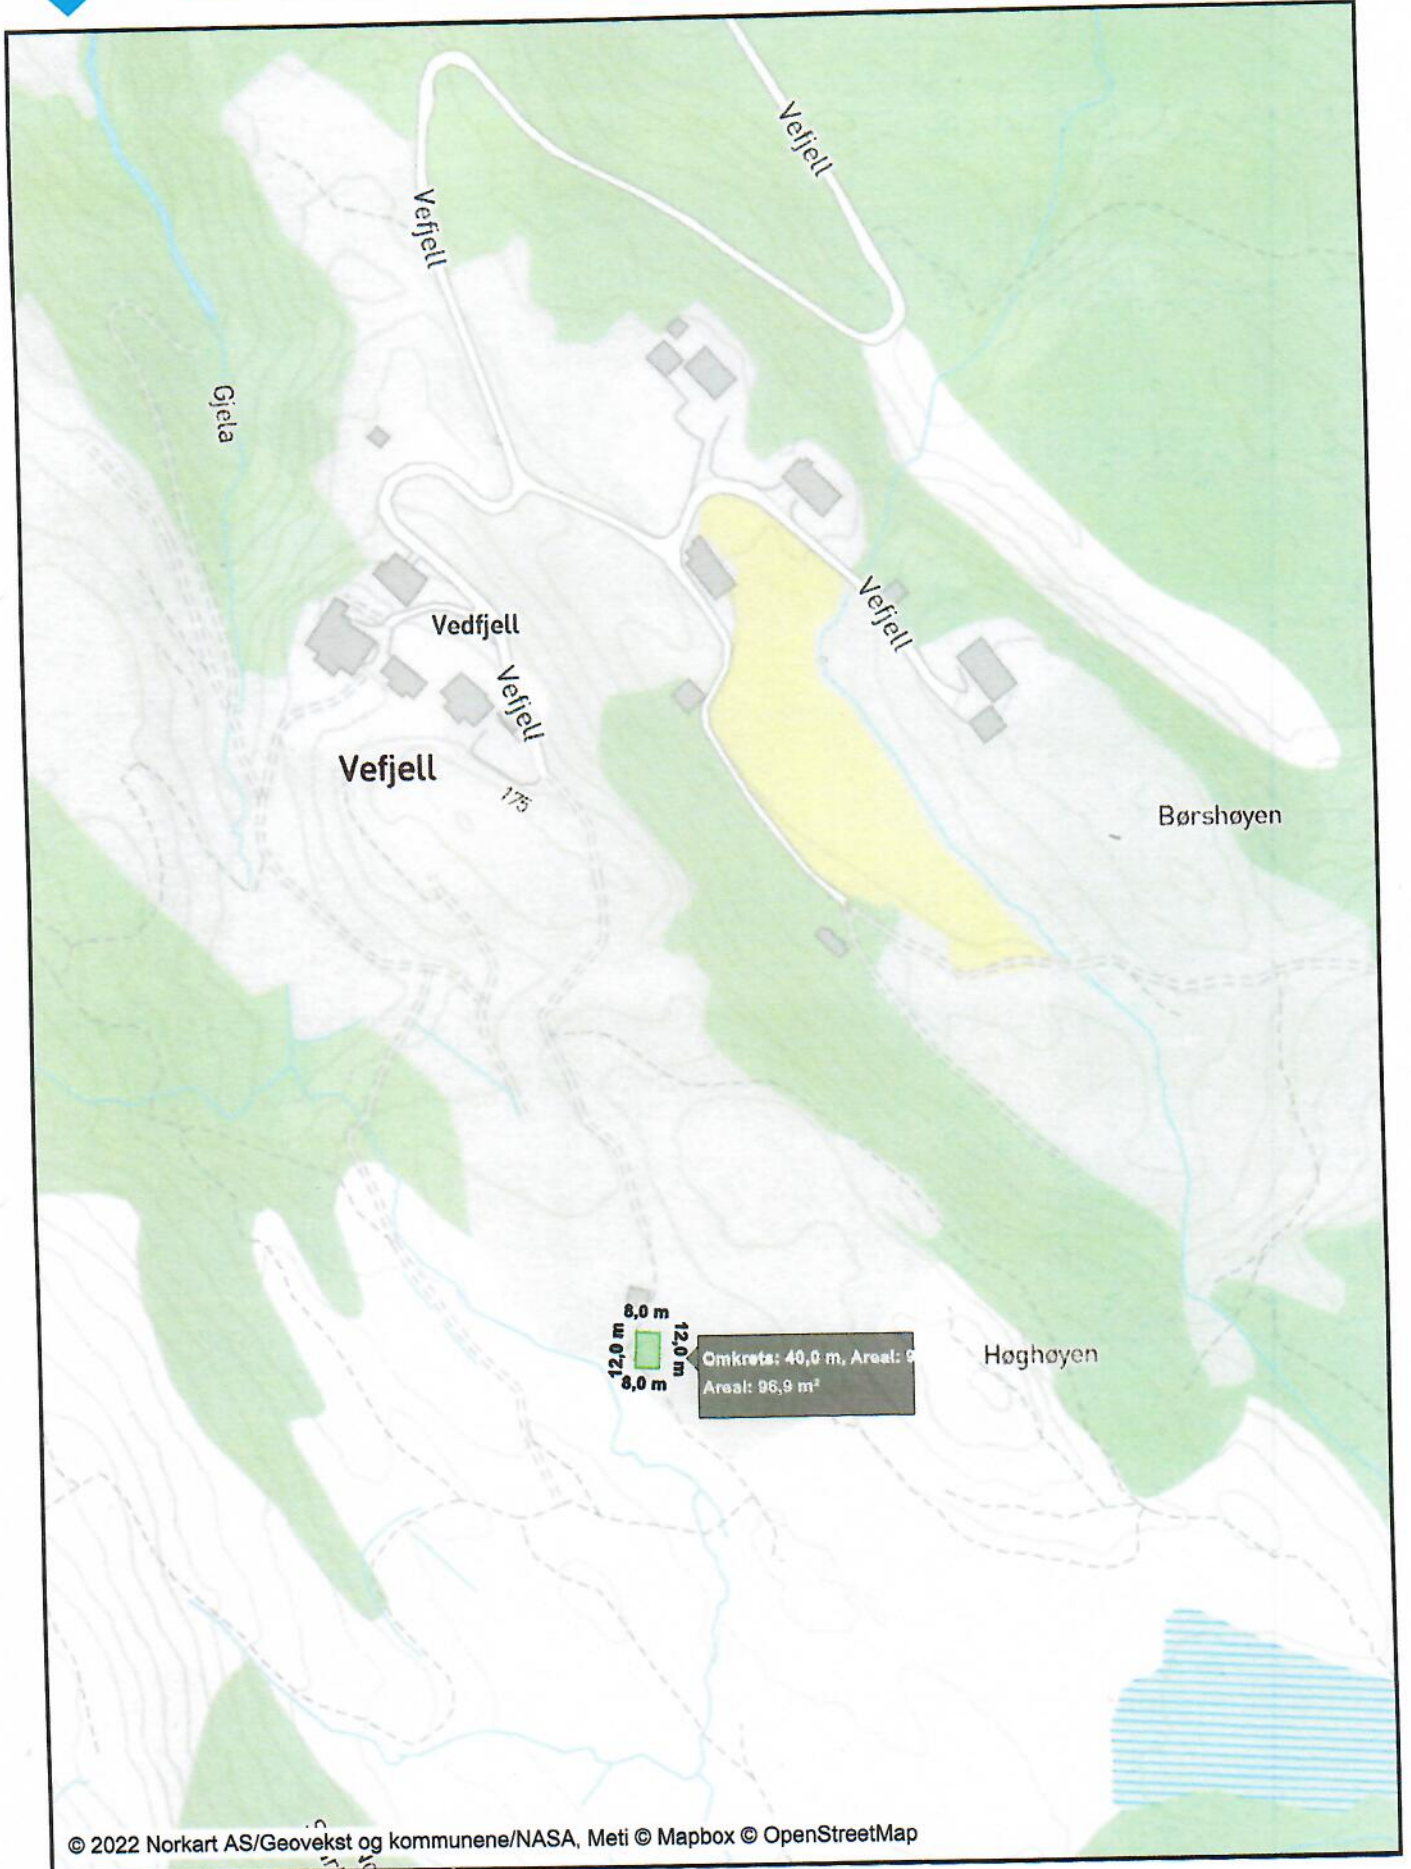 Vefjell
Vefjell
Gjela
Vefjell
Vedfjell
Vefjell
Vefjell
175
Børshøyen
8,0 m
12,0 m
12,0 m
8,0 m
Omkrets: 40,0 m, Areal: 9
Areal: 96,9 m²
Høghøyen
© 2022 Norkart AS/Geovekst og kommunene/NASA, Meti © Mapbox © OpenStreetMap